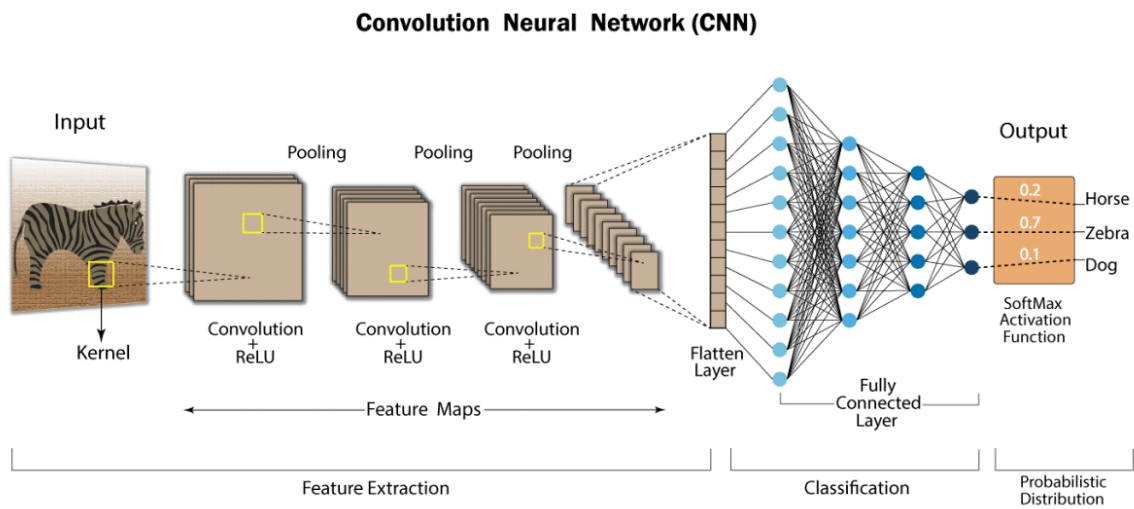 Convolution Neural Network (CNN)
Input
Kernel
Pooling
Pooling
Pooling
Convolution
+
ReLU
Convolution
+
ReLU
Convolution
+
ReLU
Feature Maps
Flatten
Layer
Fully
Connected
Layer
Output
0.2
Horse
0.7
Zebra
0.1
Dog
SoftMax
Activation
Function
Feature Extraction
Classification
Probabilistic
Distribution